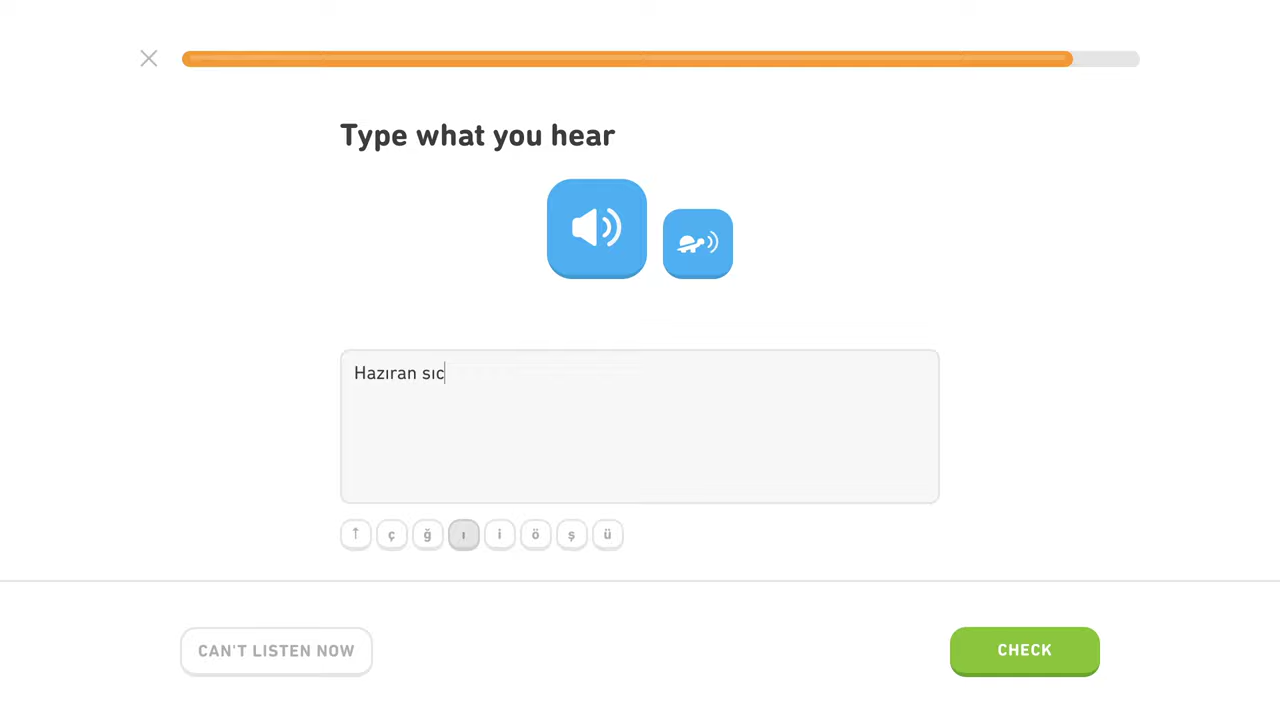 Type what you hear
Hazıran sıc
↑ ç ğ ı i ö ş ü
CAN'T LISTEN NOW
CHECK